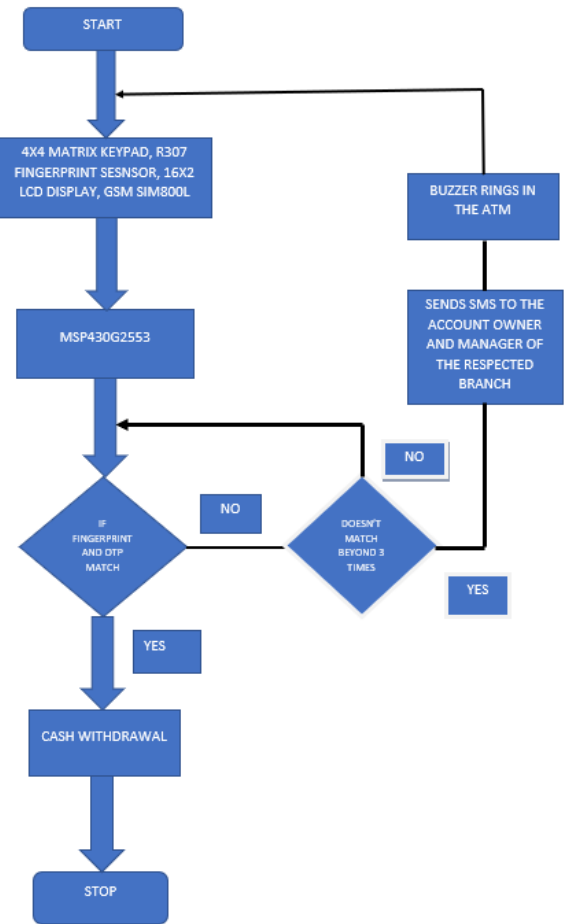 START
4X4 MATRIX KEYPAD, R307
FINGERPRINT SESNSOR, 16X2
LCD DISPLAY, GSM SIM800L
BUZZER RINGS IN
THE ATM
SENDS SMS TO THE
ACCOUNT OWNER
AND MANAGER OF
THE RESPECTED
BRANCH
MSP430G2553
IF
FINGERPRINT
AND OTP
MATCH
NO
DOESN'T
MATCH
BEYOND 3
TIMES
NO
YES
YES
CASH WITHDRAWAL
STOP